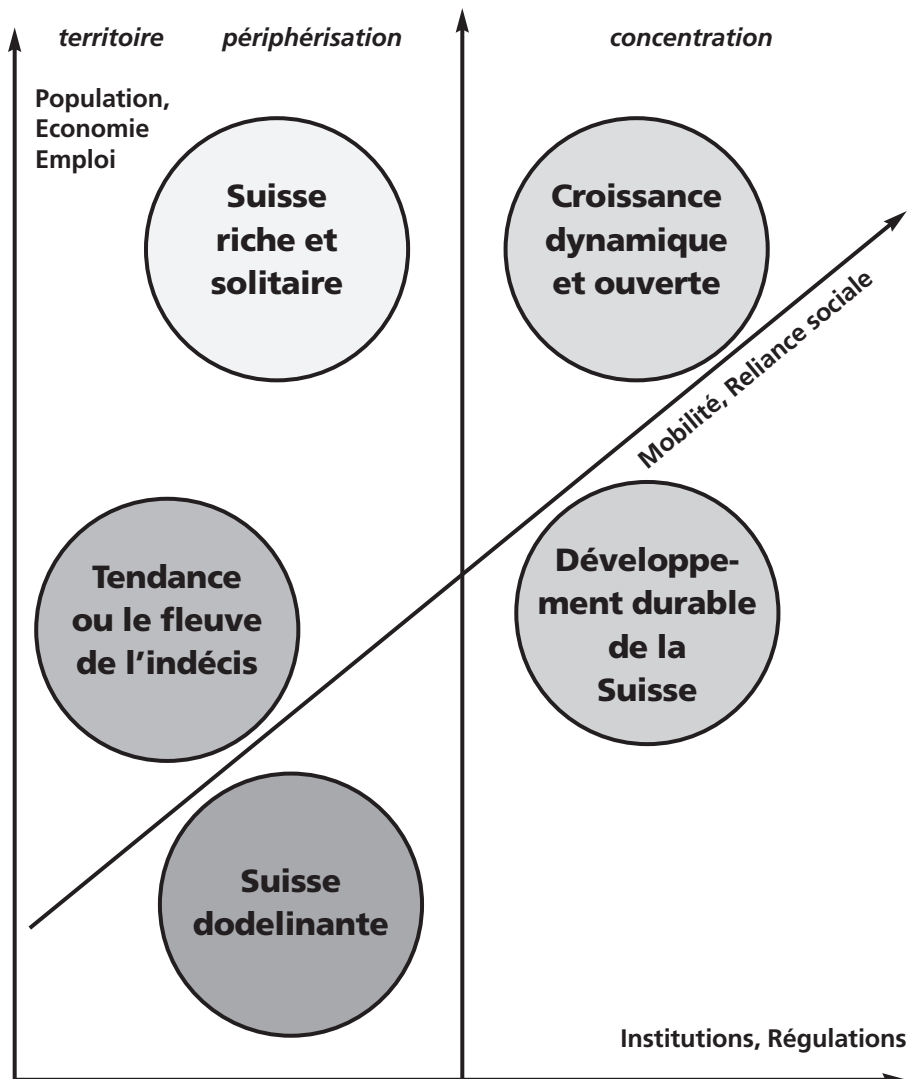 territoire périphérisation concentration
Population,
Economie
Emploi
Suisse
riche et
solitaire
Croissance
dynamique
et ouverte
Mobilité, Reliance sociale
Tendance
ou le fleuve
de l'indécis
Développe-
ment durable
de la
Suisse
Suisse
dodelinante
Institutions, Régulations